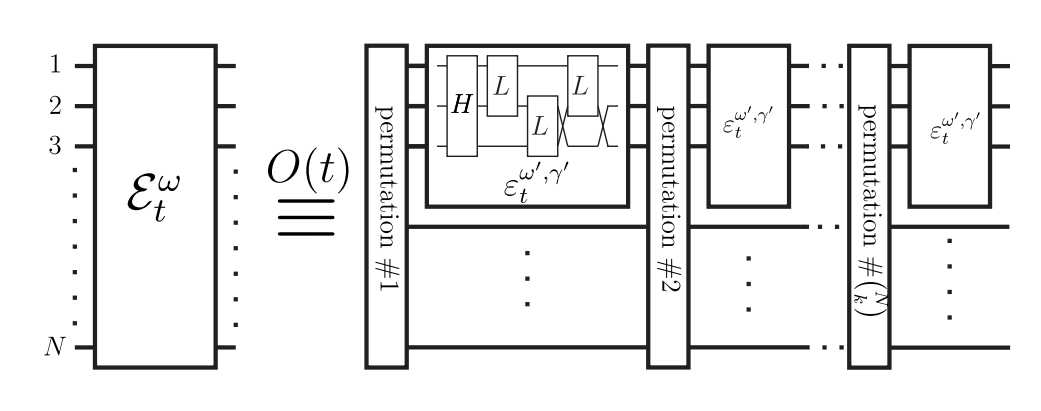 1
2
3
N
ℰ_t^ω
O(t)
≡
permutation #1
H
L
L
L
ε_t^{ω′,γ′}
permutation #2
ε_t^{ω′,γ′}
permutation #(N k)
ε_t^{ω′,γ′}